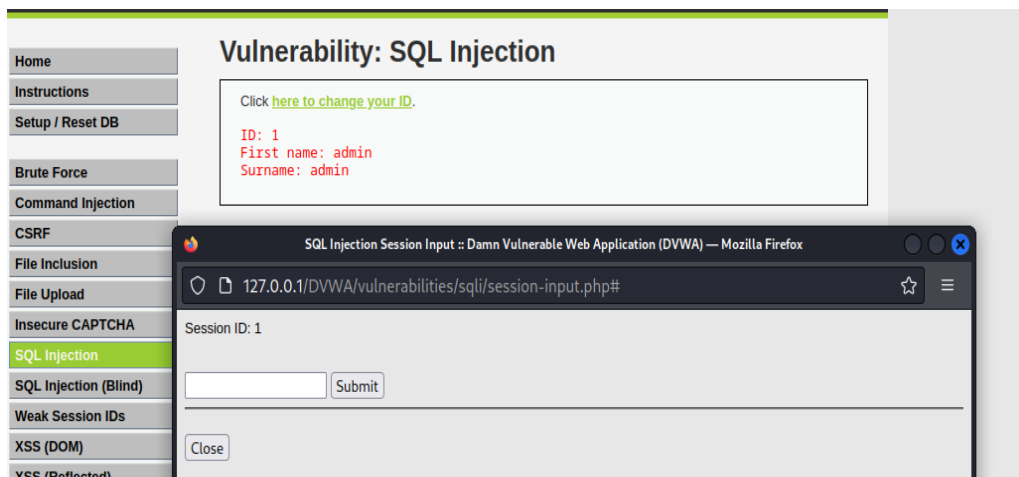 Home
Instructions
Setup / Reset DB
Brute Force
Command Injection
CSRF
File Inclusion
File Upload
Insecure CAPTCHA
SQL Injection
SQL Injection (Blind)
Weak Session IDs
XSS (DOM)
XSS (Reflected)
Vulnerability: SQL Injection
Click here to change your ID.
ID: 1
First name: admin
Surname: admin
SQL Injection Session Input :: Damn Vulnerable Web Application (DVWA) — Mozilla Firefox
127.0.0.1/DVWA/vulnerabilities/sqli/session-input.php#
Session ID: 1
Submit
Close